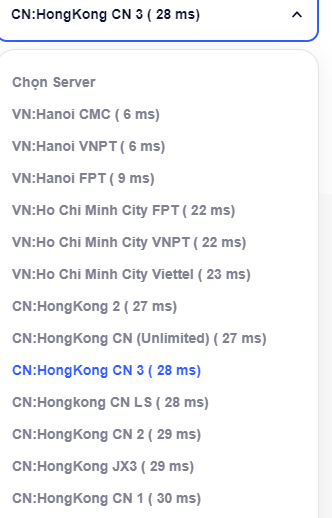 CN:HongKong CN 3 ( 28 ms)
Chọn Server
VN:Hanoi CMC ( 6 ms)
VN:Hanoi VNPT ( 6 ms)
VN:Hanoi FPT ( 9 ms)
VN:Ho Chi Minh City FPT ( 22 ms)
VN:Ho Chi Minh City VNPT ( 22 ms)
VN:Ho Chi Minh City Viettel ( 23 ms)
CN:HongKong 2 ( 27 ms)
CN:HongKong CN (Unlimited) ( 27 ms)
CN:HongKong CN 3 ( 28 ms)
CN:Hongkong CN LS ( 28 ms)
CN:HongKong CN 2 ( 29 ms)
CN:HongKong JX3 ( 29 ms)
CN:HongKong CN 1 ( 30 ms)